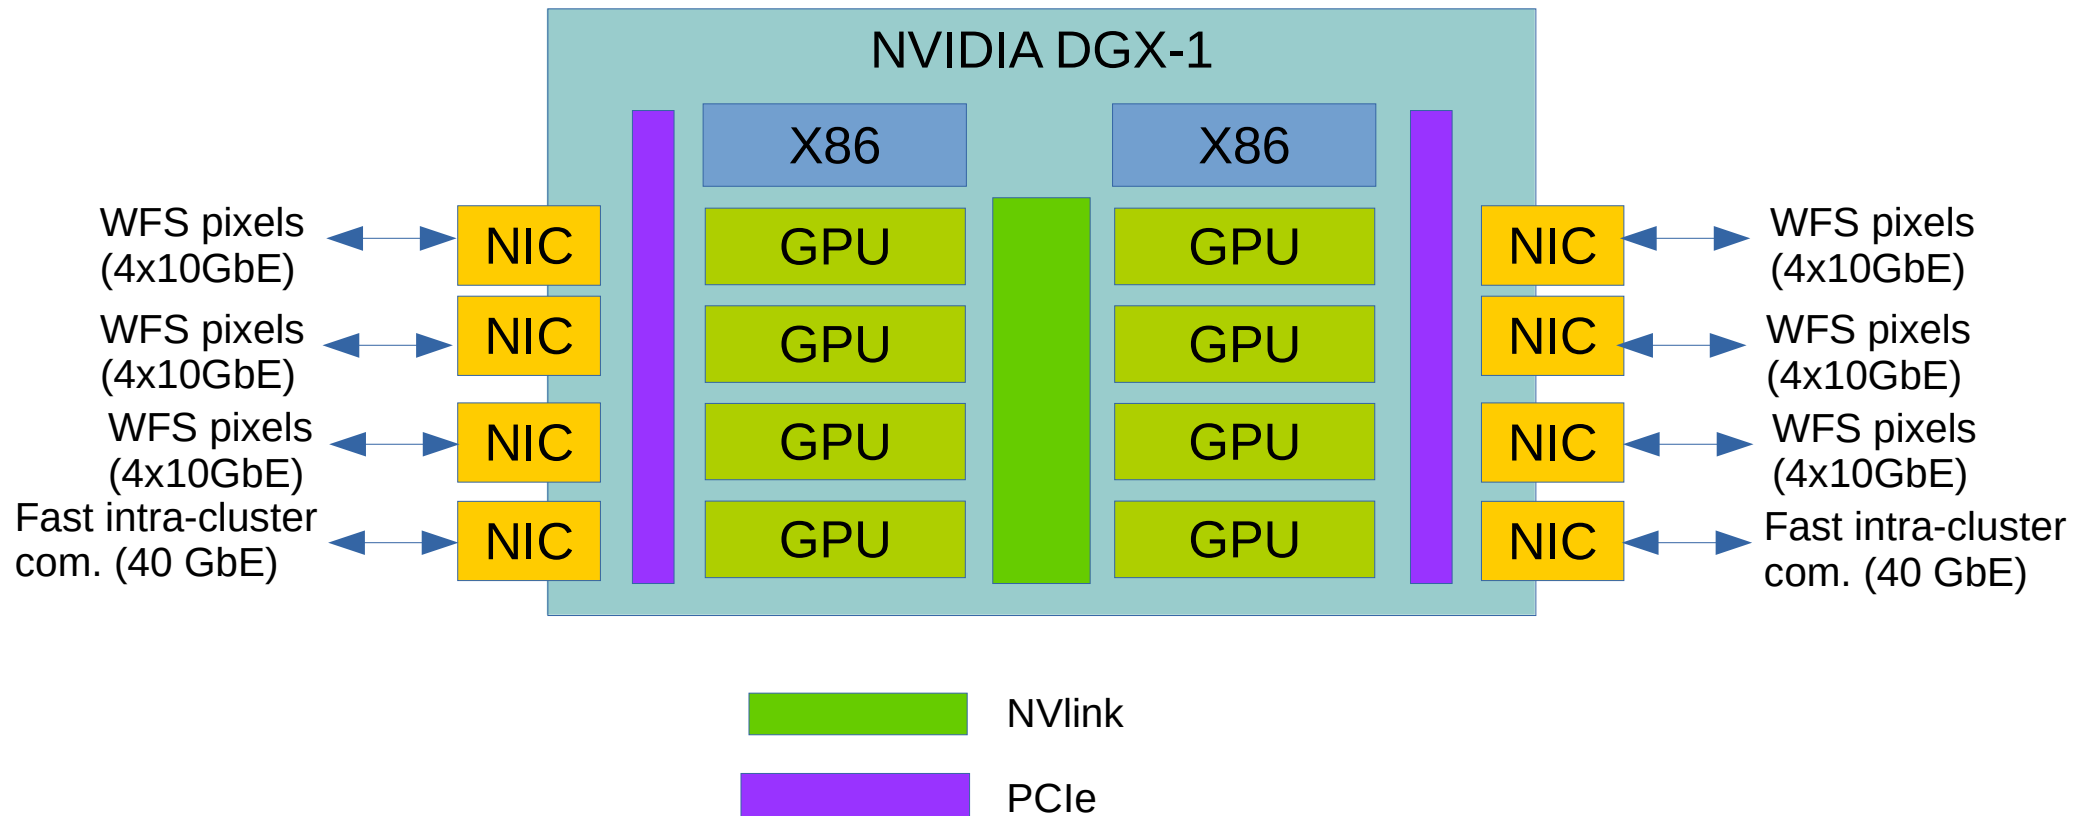 NVIDIA DGX-1
X86
X86
WFS pixels
(4x10GbE)
NIC
GPU
GPU
NIC
WFS pixels
(4x10GbE)
WFS pixels
(4x10GbE)
NIC
GPU
GPU
NIC
WFS pixels
(4x10GbE)
WFS pixels
(4x10GbE)
NIC
GPU
GPU
NIC
WFS pixels
(4x10GbE)
Fast intra-cluster
com. (40 GbE)
NIC
GPU
GPU
NIC
Fast intra-cluster
com. (40 GbE)
NVlink
PCIe